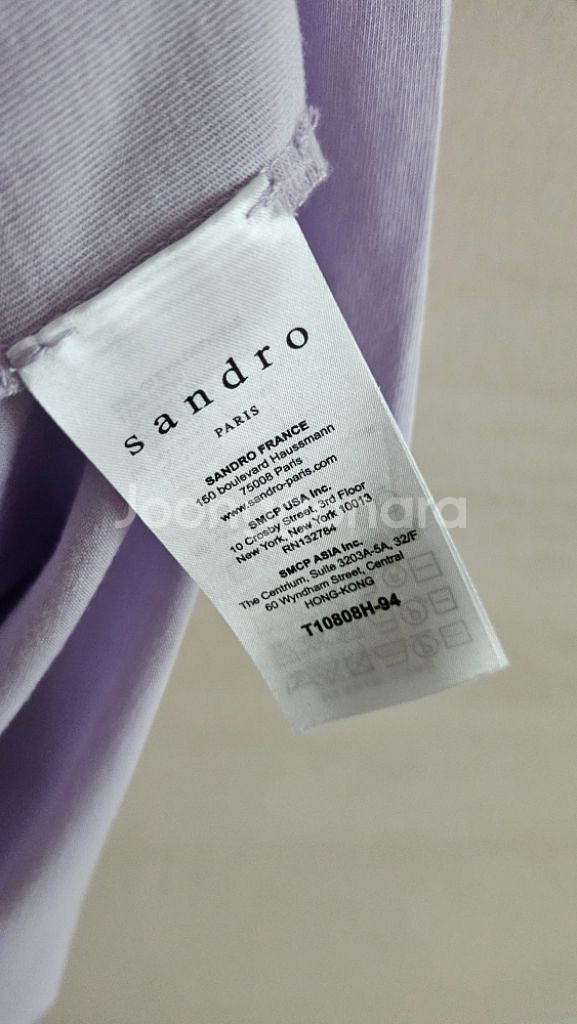 sandro
PARIS
SANDRO FRANCE
150 boulevard Haussmann
75008 Paris
www.sandro-paris.com
SMCP USA Inc.
10 Crosby Street, 3rd Floor
New York, New York 10013
RN132784
SMCP ASIA Inc.
The Centrium, Suite 3203A-5A, 32/F
60 Wyndham Street, Central
HONG-KONG
T10808H-94
Joongonara